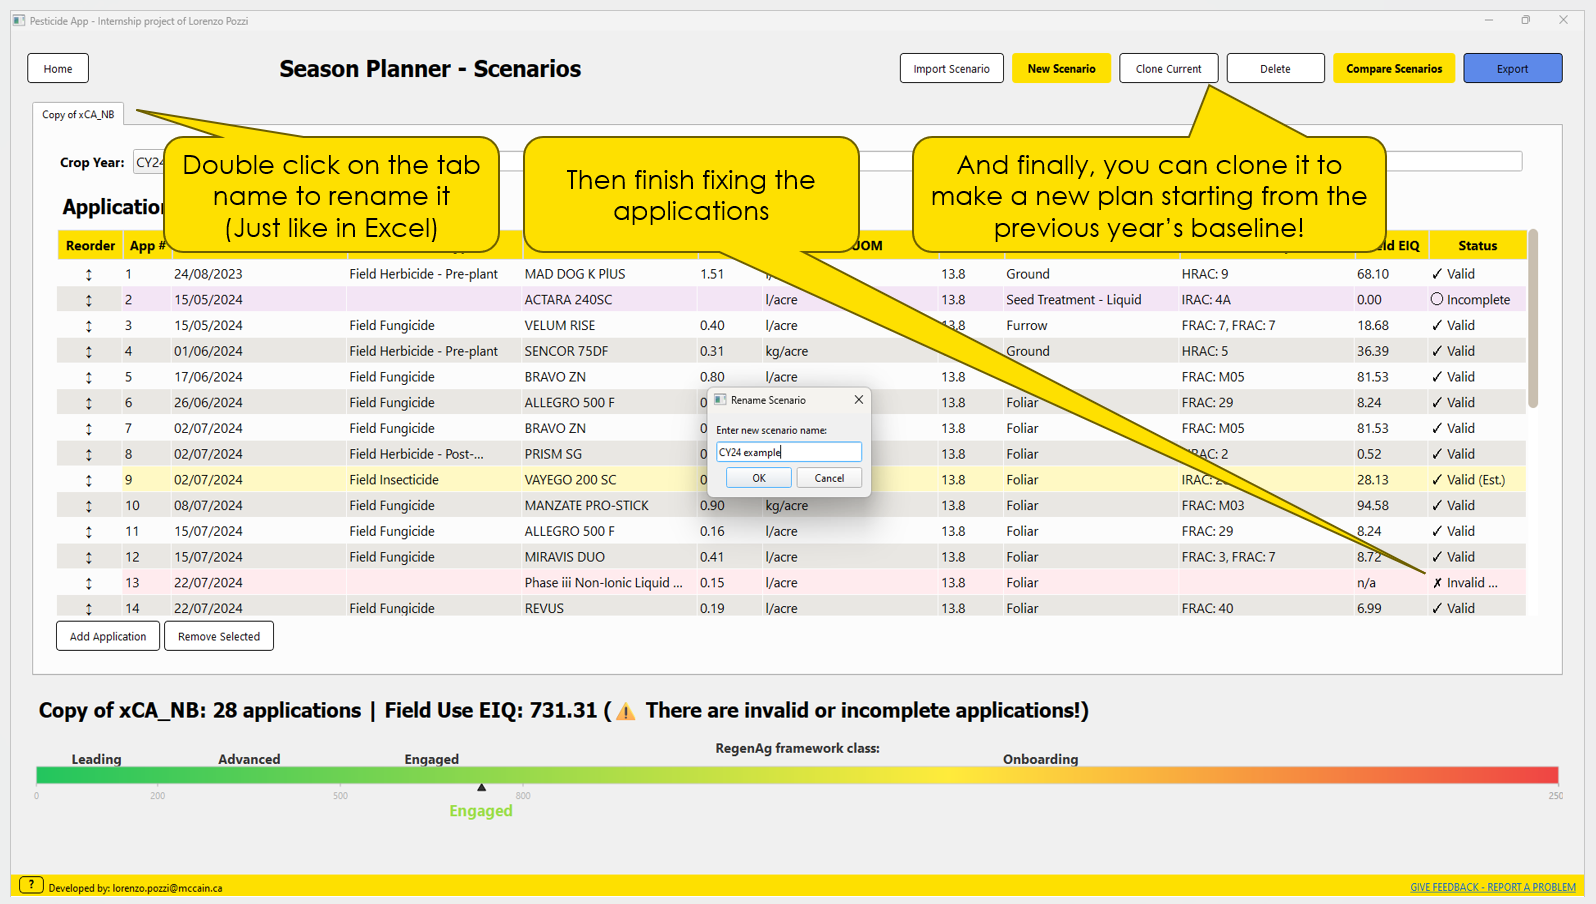 Pesticide App - Internship project of Lorenzo Pozzi
Home
Season Planner - Scenarios
Import Scenario
New Scenario
Clone Current
Delete
Compare Scenarios
Export
Copy of xCA_NB
Crop Year: CY24
Double click on the tab
name to rename it
(Just like in Excel)
Then finish fixing the
applications
And finally, you can clone it to
make a new plan starting from the
previous year's baseline!
Reorder App # UOM EIQ Status
1 24/08/2023 Field Herbicide - Pre-plant MAD DOG K PlUS 1.51 13.8 Ground HRAC: 9 68.10 ✓ Valid
2 15/05/2024 ACTARA 240SC l/acre 13.8 Seed Treatment - Liquid IRAC: 4A 0.00 Incomplete
3 15/05/2024 Field Fungicide VELUM RISE 0.40 l/acre 13.8 Furrow FRAC: 7, FRAC: 7 18.68 ✓ Valid
4 01/06/2024 Field Herbicide - Pre-plant SENCOR 75DF 0.31 kg/acre Ground HRAC: 5 36.39 ✓ Valid
5 17/06/2024 Field Fungicide BRAVO ZN 0.80 l/acre 13.8 FRAC: M05 81.53 ✓ Valid
6 26/06/2024 Field Fungicide ALLEGRO 500 F 13.8 Foliar FRAC: 29 8.24 ✓ Valid
7 02/07/2024 Field Fungicide BRAVO ZN 13.8 Foliar FRAC: M05 81.53 ✓ Valid
8 02/07/2024 Field Herbicide - Post-... PRISM SG 13.8 Foliar HRAC: 2 0.52 ✓ Valid
9 02/07/2024 Field Insecticide VAYEGO 200 SC 13.8 Foliar IRAC: 28.13 ✓ Valid (Est.)
10 08/07/2024 Field Fungicide MANZATE PRO-STICK 0.90 kg/acre 13.8 Foliar FRAC: M03 94.58 ✓ Valid
11 15/07/2024 Field Fungicide ALLEGRO 500 F 0.16 l/acre 13.8 Foliar FRAC: 29 8.24 ✓ Valid
12 15/07/2024 Field Fungicide MIRAVIS DUO 0.41 l/acre 13.8 Foliar FRAC: 3, FRAC: 7 8.72 ✓ Valid
13 22/07/2024 Phase iii Non-Ionic Liquid ... 0.15 l/acre 13.8 Foliar n/a ✗ Invalid ...
14 22/07/2024 Field Fungicide REVUS 0.19 l/acre 13.8 Foliar FRAC: 40 6.99 ✓ Valid
Rename Scenario
Enter new scenario name:
CY24 example
OK
Cancel
Add Application
Remove Selected
Copy of xCA_NB: 28 applications | Field Use EIQ: 731.31 (⚠ There are invalid or incomplete applications!)
RegenAg framework class:
Leading Advanced Engaged Onboarding
0 200 500 800 250
Engaged
? Developed by: lorenzo.pozzi@mccain.ca
GIVE FEEDBACK - REPORT A PROBLEM